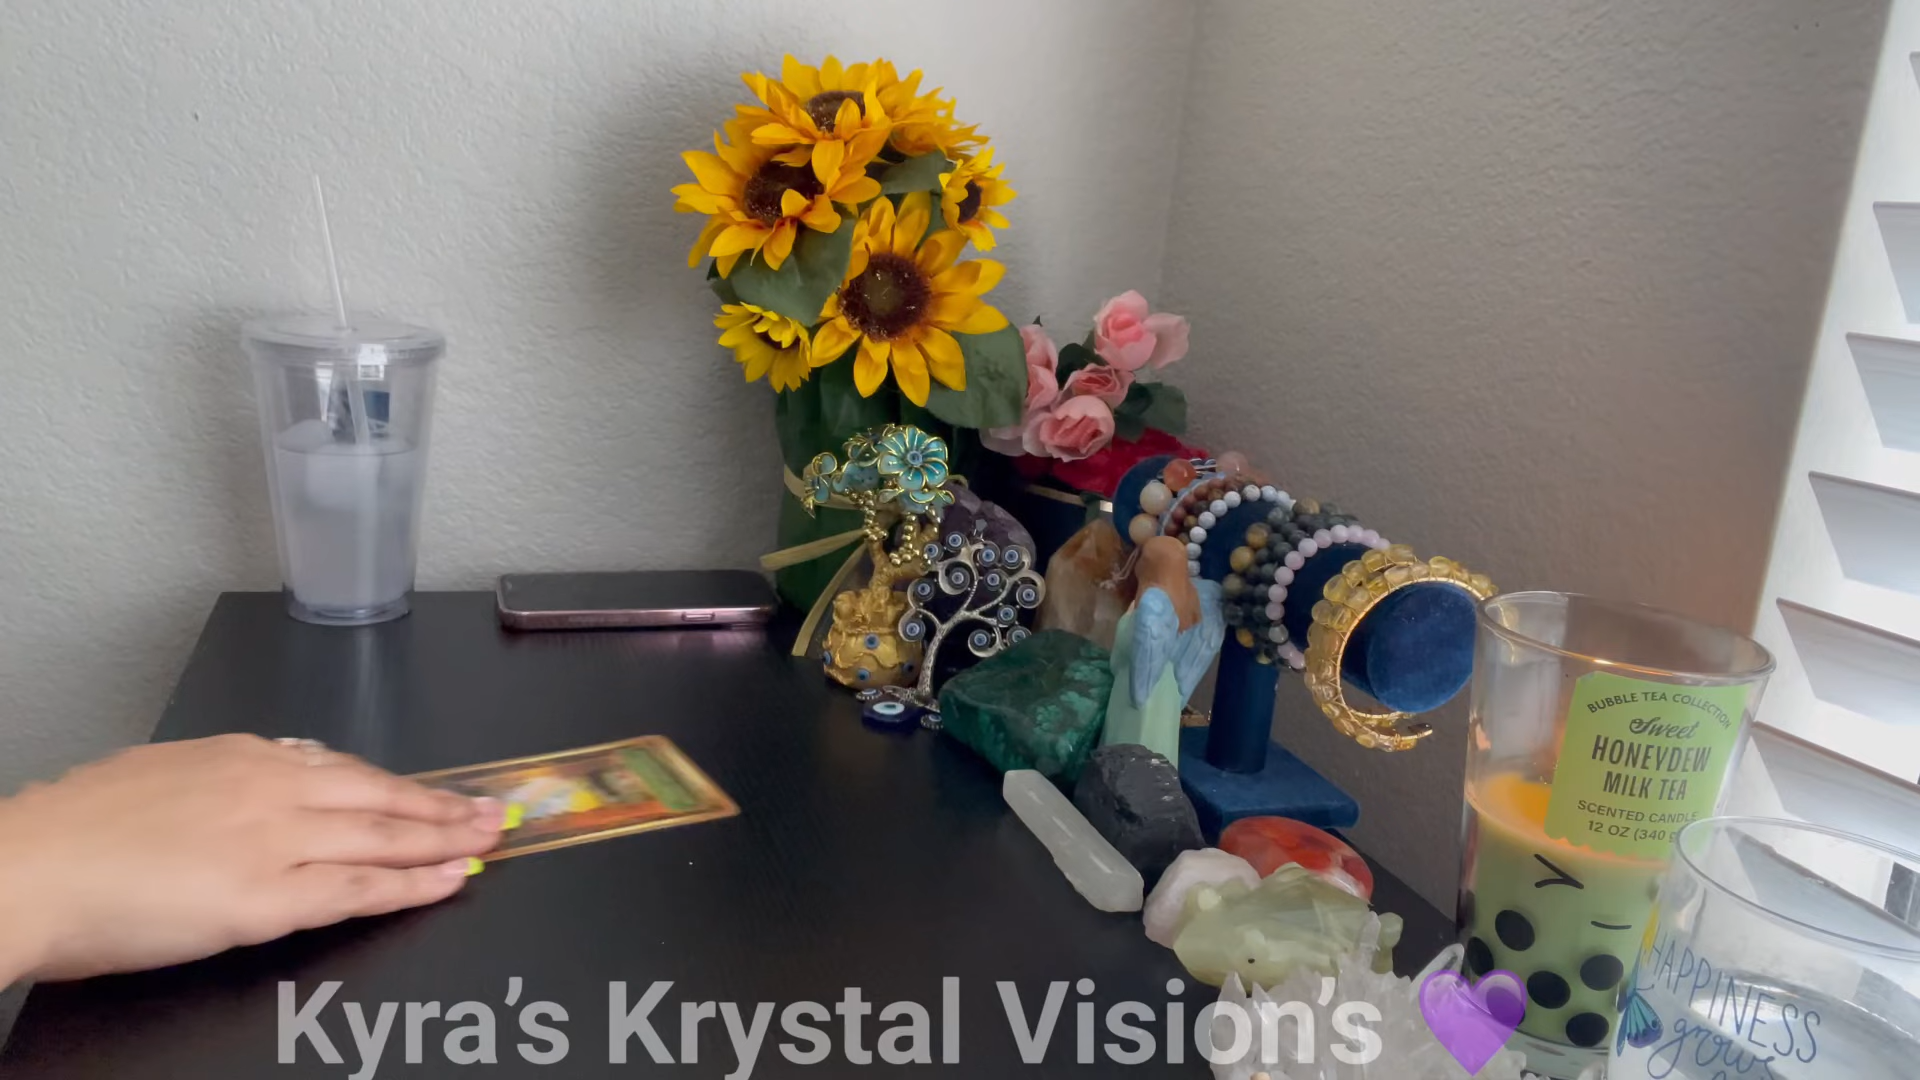 BUBBLE TEA COLLECTION
Sweet
HONEYDEW
MILK TEA
SCENTED CANDLE
12 OZ (340 g
HAPPINESS
grows
Kyra’s Krystal Vision’s 💜